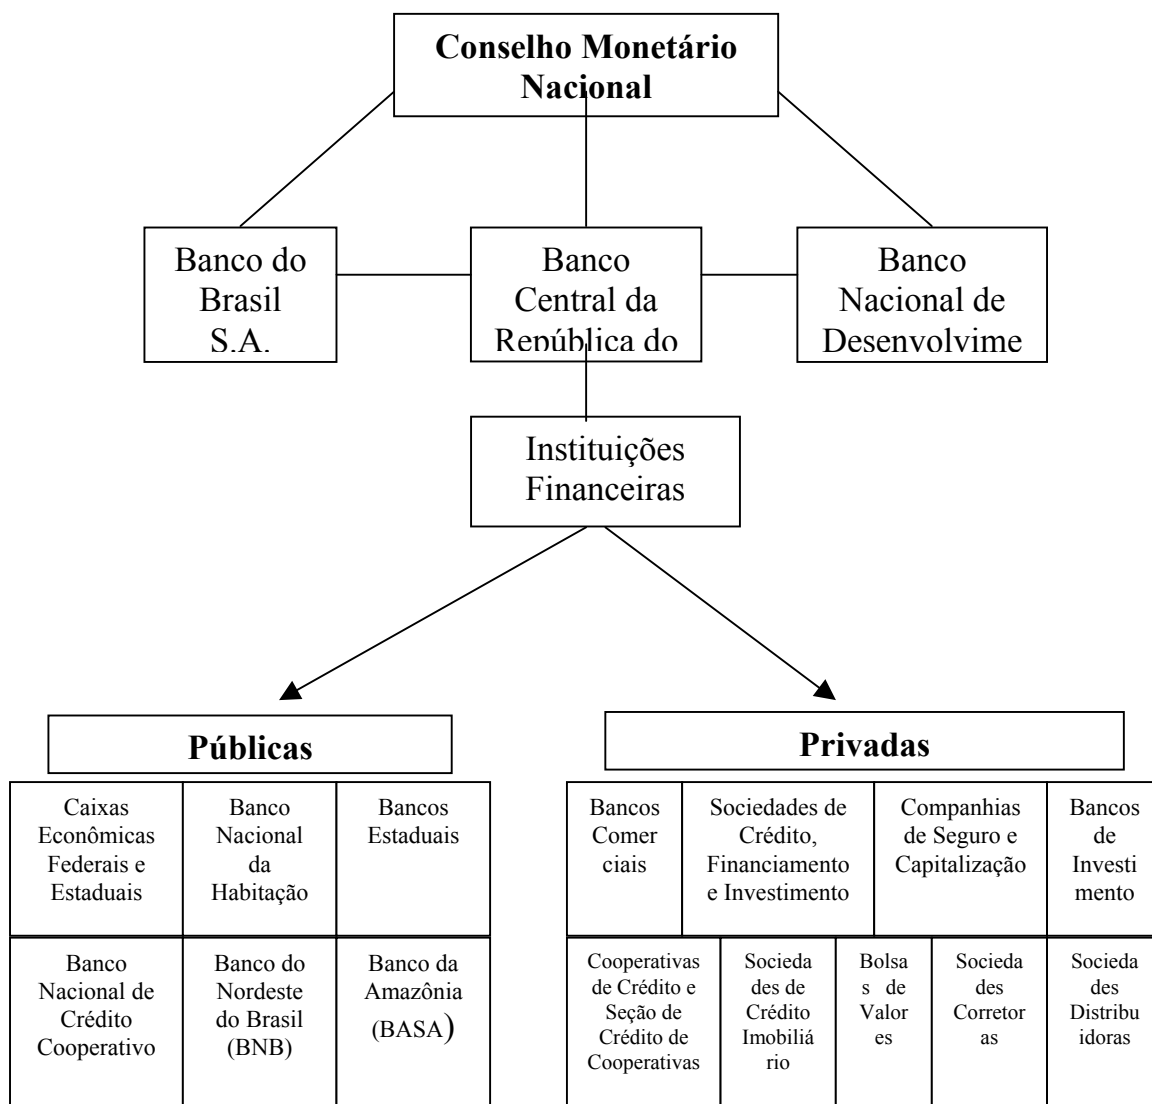 Conselho Monetário
Nacional
Banco do
Brasil
S.A.
Banco
Central da
República do
Banco
Nacional de
Desenvolvime
Instituições
Financeiras
Públicas
Privadas
Caixas
Econômicas
Federais e
Estaduais
Banco
Nacional
da
Habitação
Bancos
Estaduais
Bancos
Comer
ciais
Sociedades de
Crédito,
Financiamento
e Investimento
Companhias
de Seguro e
Capitalização
Bancos
de
Investi
mento
Banco
Nacional de
Crédito
Cooperativo
Banco do
Nordeste
do Brasil
(BNB)
Banco da
Amazônia
(BASA)
Cooperativas
de Crédito e
Seção de
Crédito de
Cooperativas
Socieda
des de
Crédito
Imobiliá
rio
Bolsa
s de
Valor
es
Socieda
des
Corretor
as
Socieda
des
Distribu
idoras